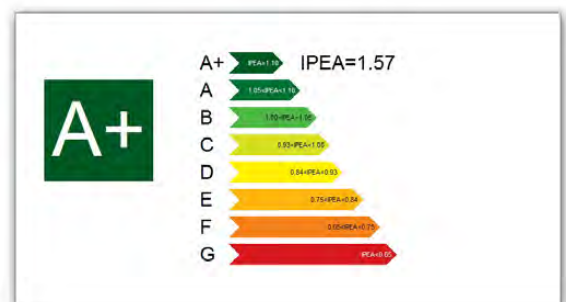 A+
A+ IPEA>1.10 IPEA=1.57
A 1.05<IPEA<1.10
B 1.00<IPEA<1.05
C 0.93<IPEA<1.00
D 0.84<IPEA<0.93
E 0.75<IPEA<0.84
F 0.65<IPEA<0.75
G IPEA<0.65